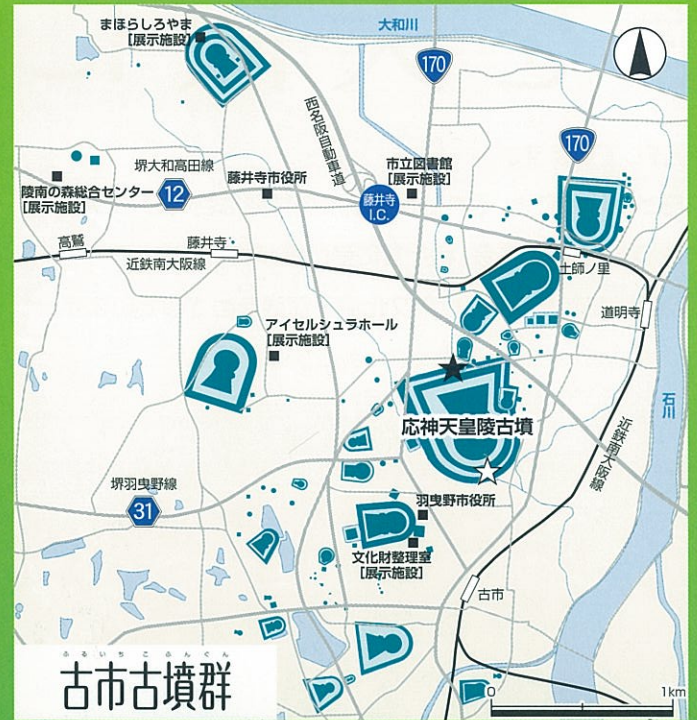 まほらしろやま
[展示施設]
大和川
170
西名阪自動車道
170
堺大和高田線
陵南の森総合センター
[展示施設]
12
藤井寺市役所
市立図書館
[展示施設]
藤井寺
I.C.
高鷲
藤井寺
近鉄南大阪線
土師ノ里
道明寺
アイセルシュラホール
[展示施設]
応神天皇陵古墳
石川
近鉄南大阪線
堺羽曳野線
31
羽曳野市役所
文化財整理室
[展示施設]
古市
ふるいちこふんぐん
古市古墳群
0
1km